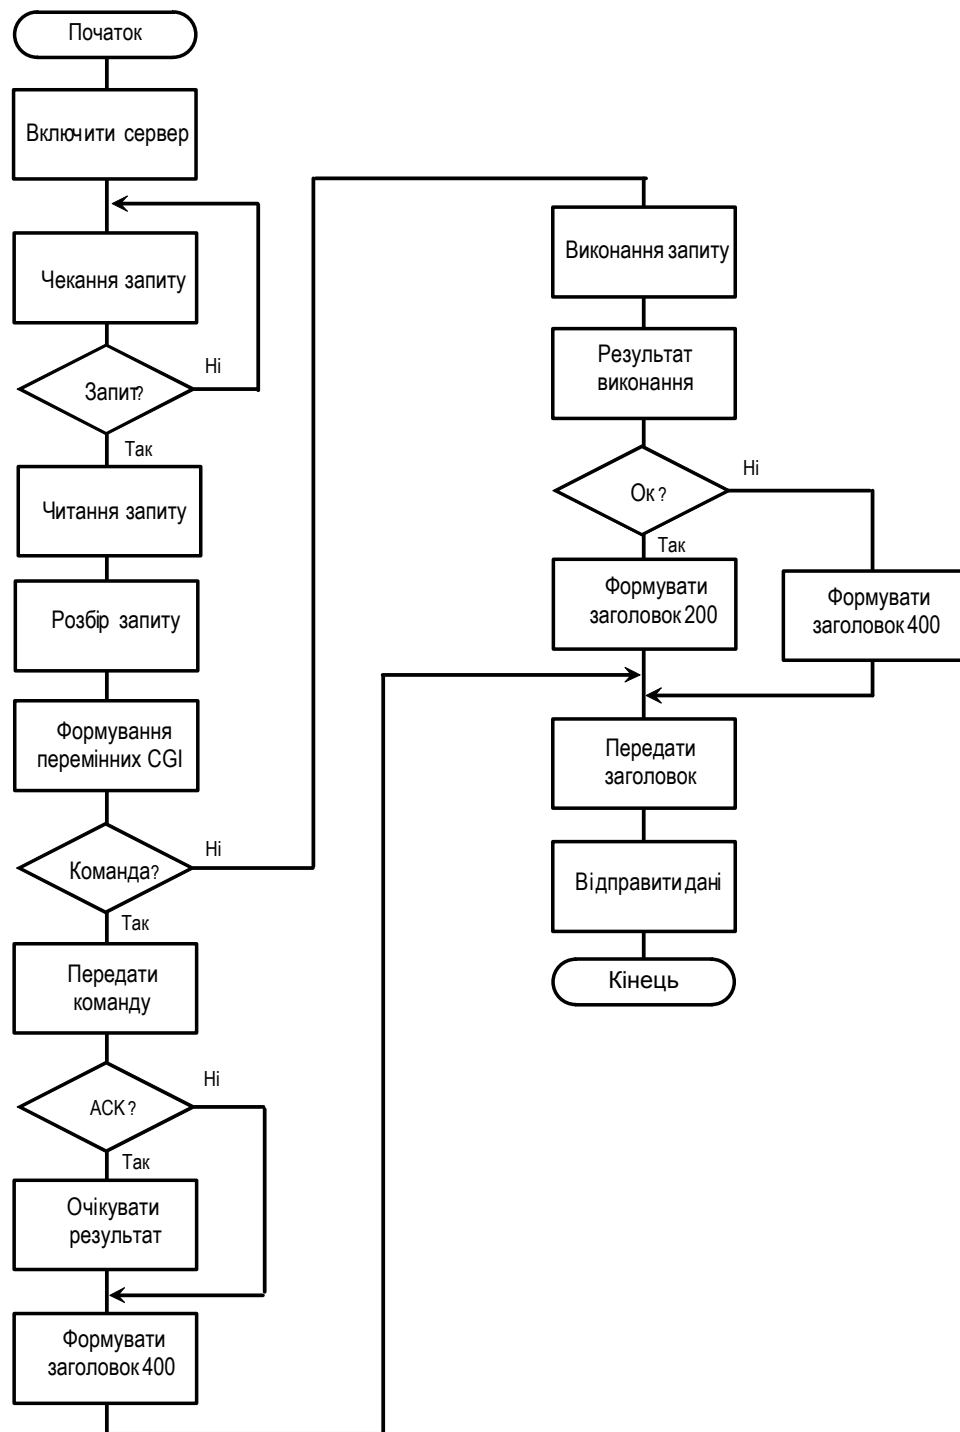 Початок
Включити сервер
Чекання запиту
Запит?
Ні
Так
Читання запиту
Розбір запиту
Формування
перемінних CGI
Команда?
Ні
Так
Передати
команду
ACK?
Ні
Так
Очікувати
результат
Формувати
заголовок 400
Виконання запиту
Результат
виконання
Ок?
Ні
Так
Формувати
заголовок 200
Формувати
заголовок 400
Передати
заголовок
Відправити дані
Кінець